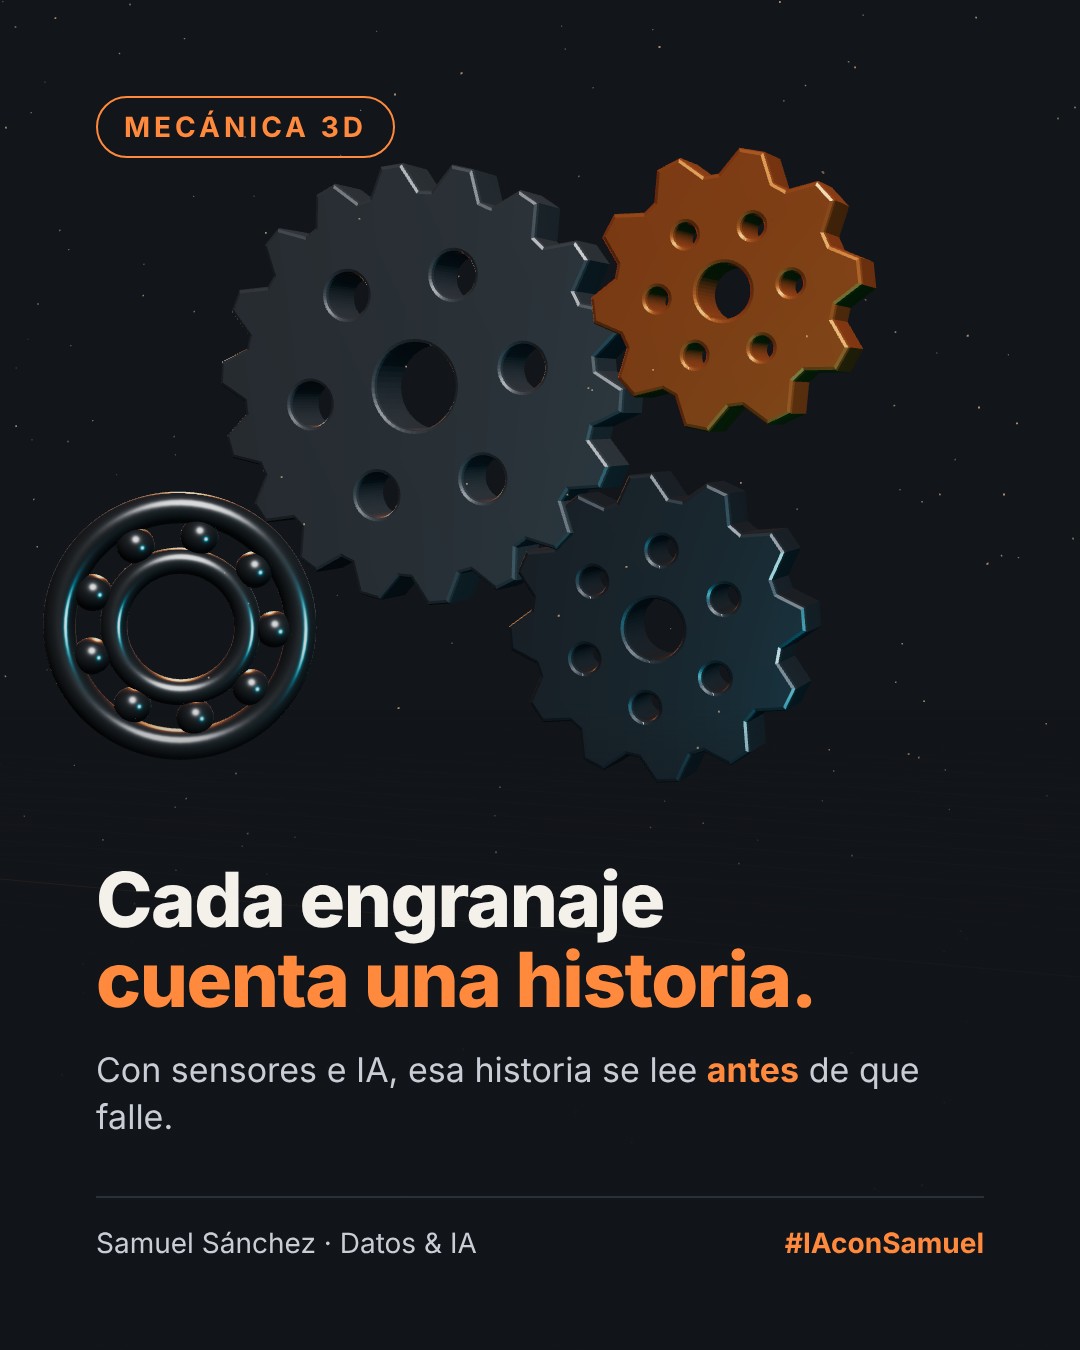 MECÁNICA 3D
Cada engranaje
cuenta una historia.
Con sensores e IA, esa historia se lee antes de que
falle.
Samuel Sánchez · Datos & IA
#IAconSamuel